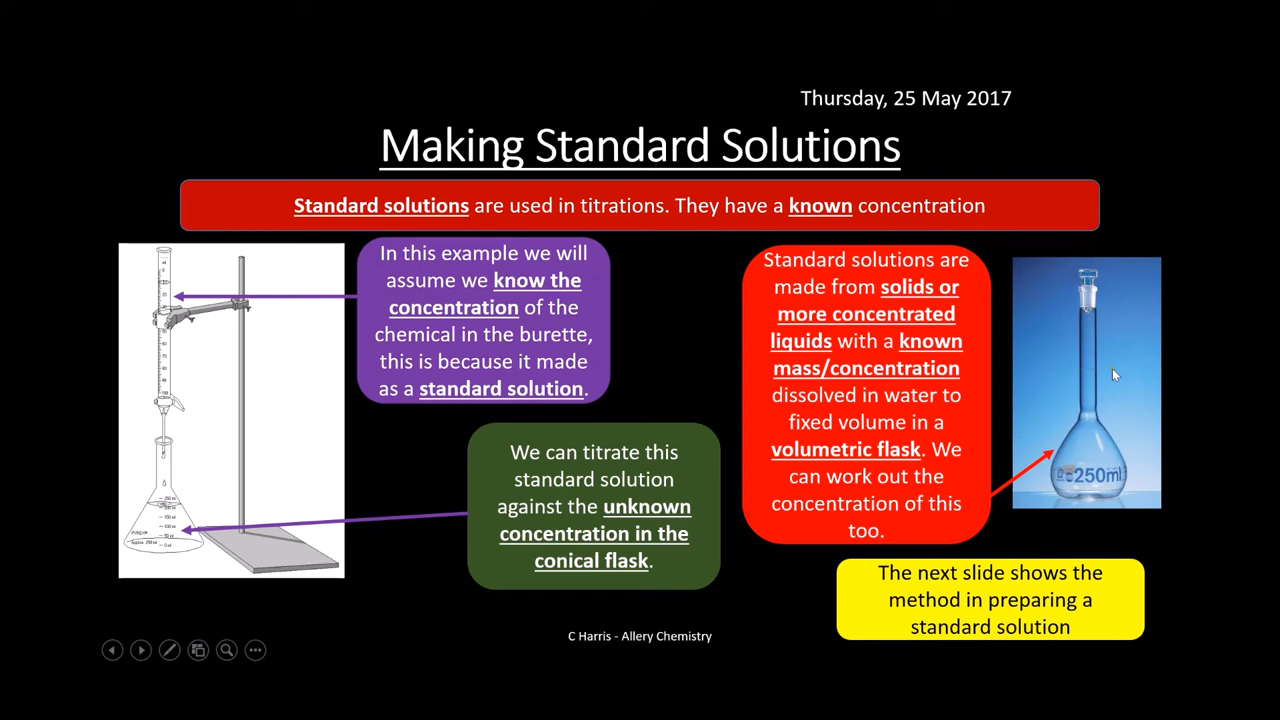 Thursday, 25 May 2017
Making Standard Solutions
Standard solutions are used in titrations. They have a known concentration
In this example we will
assume we know the
concentration of the
chemical in the burette,
this is because it made
as a standard solution.
We can titrate this
standard solution
against the unknown
concentration in the
conical flask.
Standard solutions are
made from solids or
more concentrated
liquids with a known
mass/concentration
dissolved in water to
fixed volume in a
volumetric flask. We
can work out the
concentration of this
too.
250ml
The next slide shows the
method in preparing a
standard solution
C Harris - Allery Chemistry